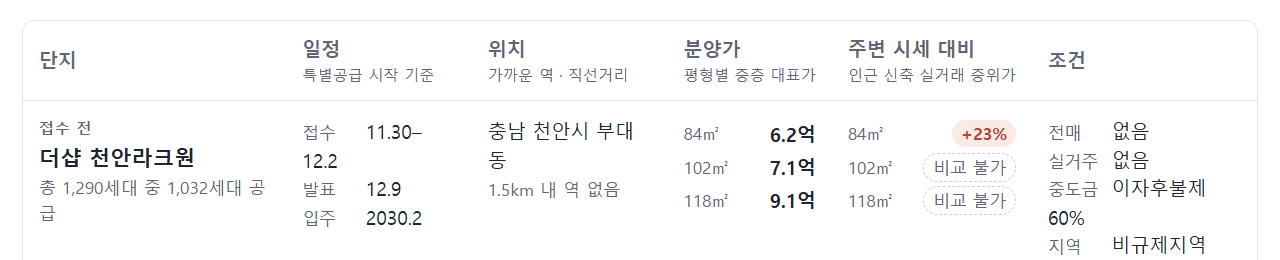 단지
일정
특별공급 시작 기준
위치
가까운 역 · 직선거리
분양가
평형별 중층 대표가
주변 시세 대비
인근 신축 실거래 중위가
조건
접수 전
더샵 천안라크원
총 1,290세대 중 1,032세대 공
급
접수 11.30–
12.2
발표 12.9
입주 2030.2
충남 천안시 부대
동
1.5km 내 역 없음
84㎡ 6.2억
102㎡ 7.1억
118㎡ 9.1억
84㎡ +23%
102㎡ 비교 불가
118㎡ 비교 불가
전매 없음
실거주 없음
중도금 이자후불제
60%
지역 비규제지역